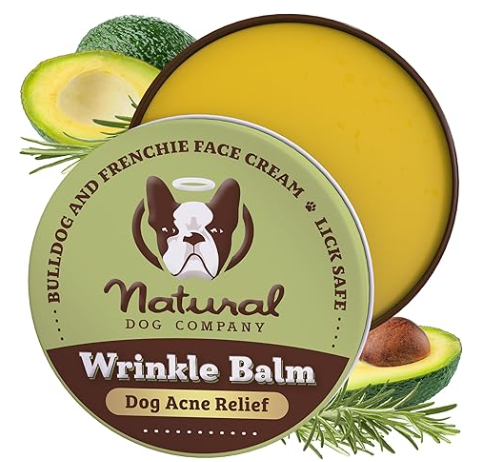 BULLDOG AND FRENCHIE FACE CREAM 🐾 LICK SAFE
natural
DOG COMPANY
Wrinkle Balm
Dog Acne Relief